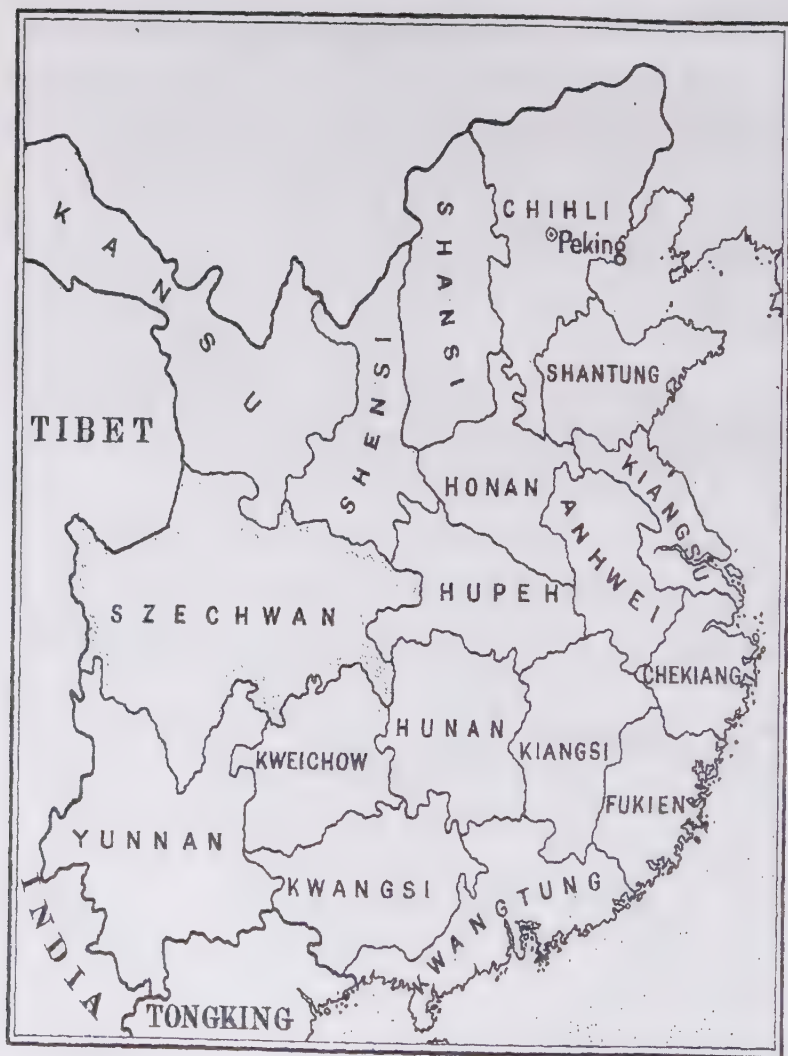 KANSU
SHANSI
CHIHLI
Peking
SHENSI
SHANTUNG
TIBET
HONAN
KIANGSU
ANHWEI
SZECHWAN
HUPEH
CHEKIANG
HUNAN
KIANGSI
KWEICHOW
FUKIEN
YUNNAN
KWANGSI
KWANGTUNG
INDIA
TONGKING